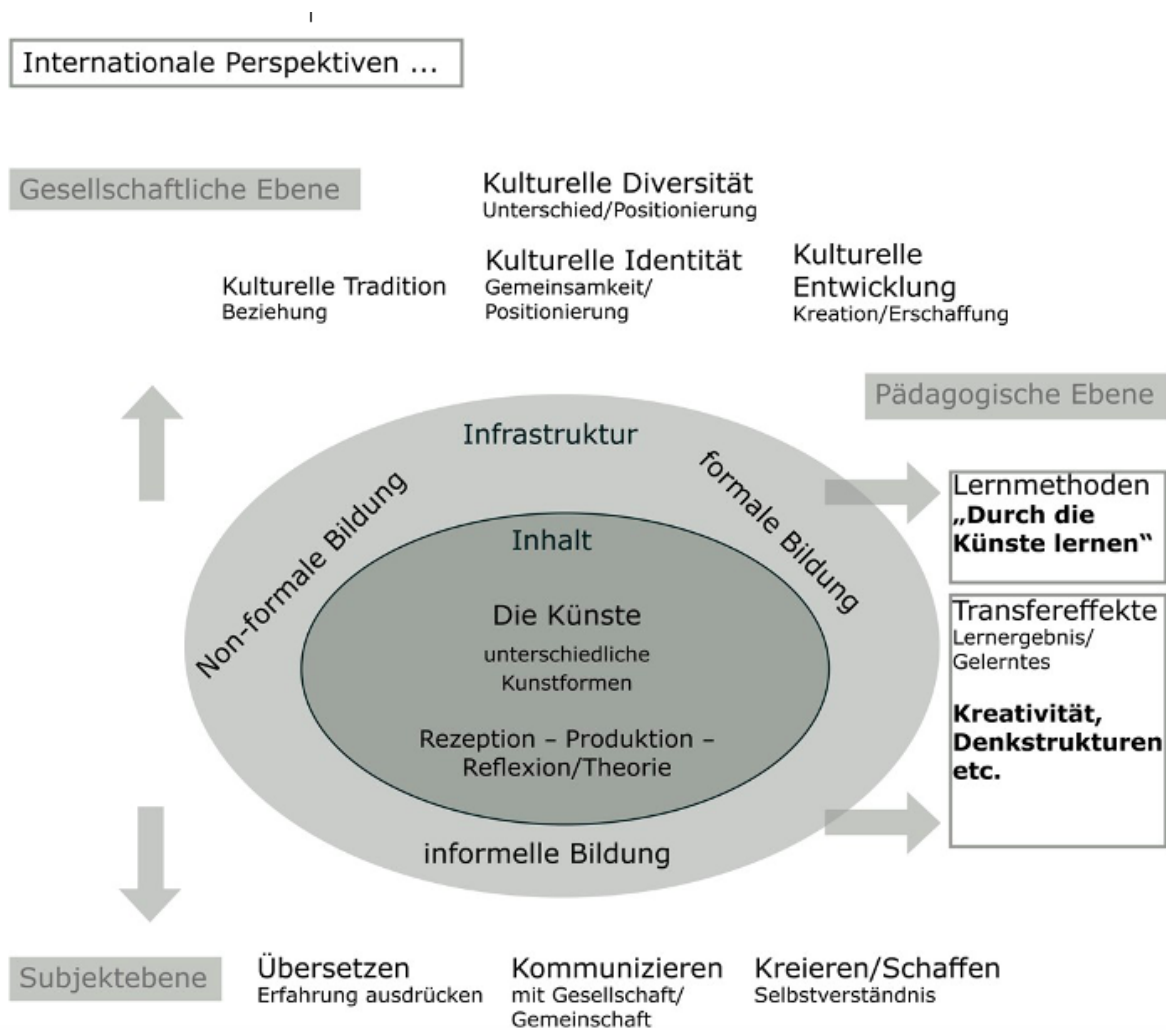 Internationale Perspektiven ...
Gesellschaftliche Ebene
Kulturelle Diversität
Unterschied/Positionierung
Kulturelle Tradition
Beziehung
Kulturelle Identität
Gemeinsamkeit/
Positionierung
Kulturelle
Entwicklung
Kreation/Erschaffung
Pädagogische Ebene
Infrastruktur
Non-formale Bildung
formale Bildung
Inhalt
Die Künste
unterschiedliche
Kunstformen
Rezeption – Produktion –
Reflexion/Theorie
informelle Bildung
Lernmethoden
„Durch die
Künste lernen“
Transfereffekte
Lernergebnis/
Gelerntes
Kreativität,
Denkstrukturen
etc.
Subjektebene
Übersetzen
Erfahrung ausdrücken
Kommunizieren
mit Gesellschaft/
Gemeinschaft
Kreieren/Schaffen
Selbstverständnis